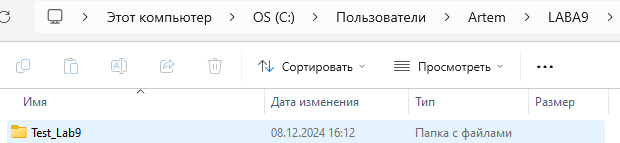 Этот компьютер > OS (C:) > Пользователи > Artem > LABA9 >
Сортировать Просмотреть •••
Имя Дата изменения Тип Размер
Test_Lab9 08.12.2024 16:12 Папка с файлами